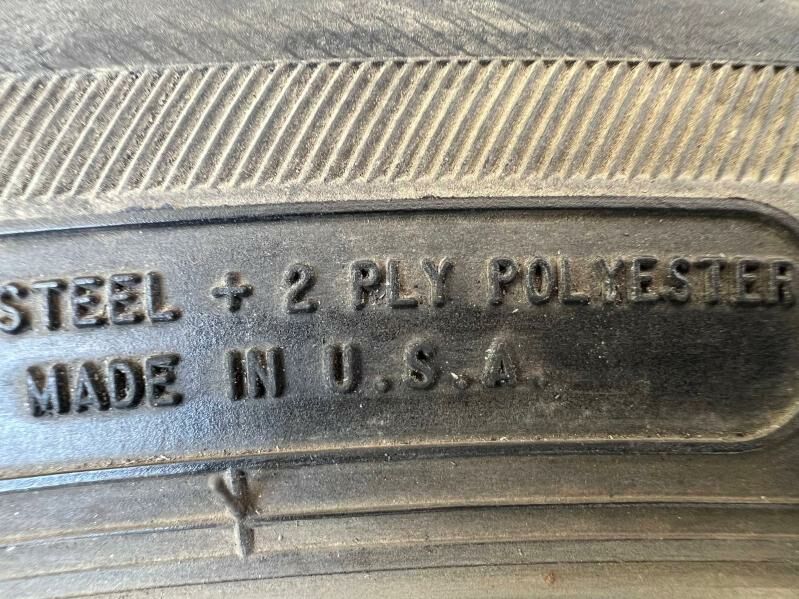 STEEL + 2 PLY POLYESTER
MADE IN U.S.A.
Y